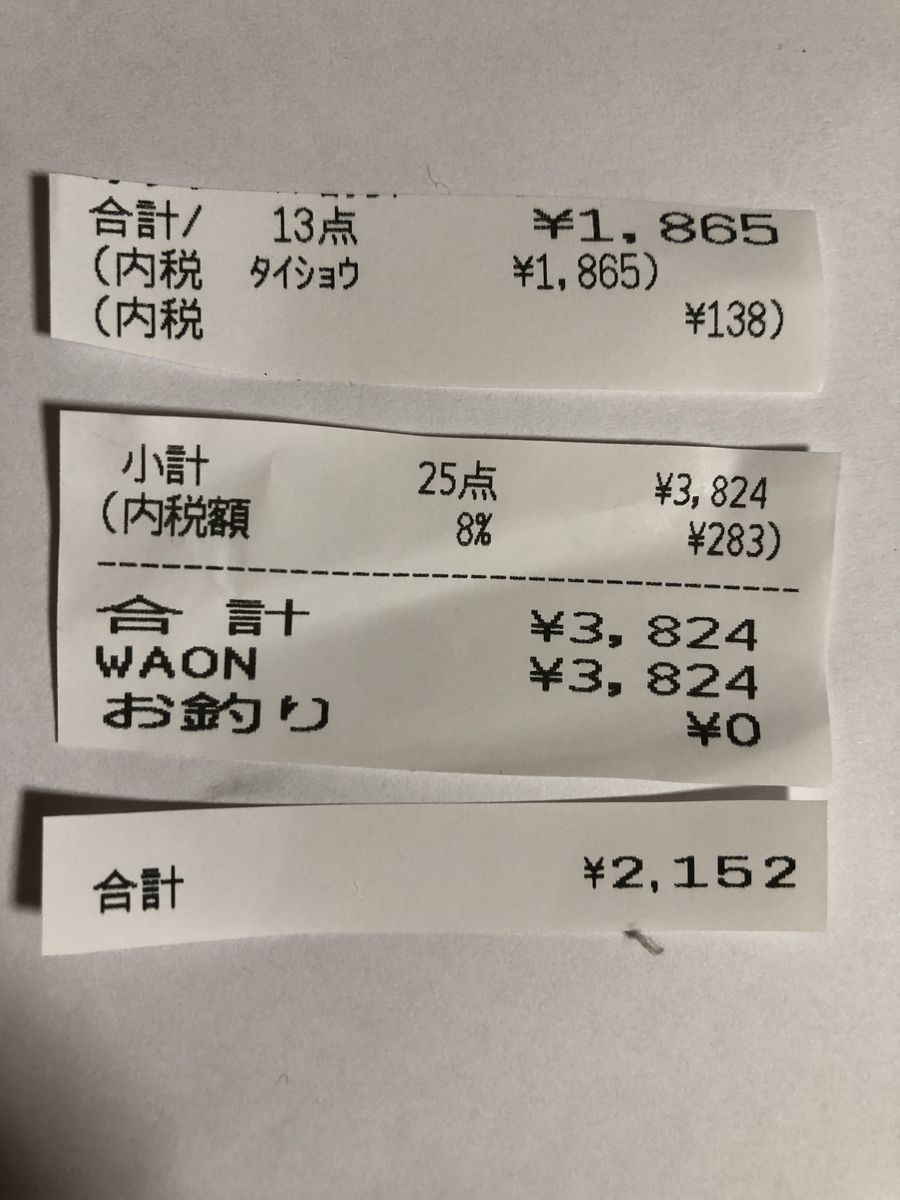 合計/ 13点 ¥1,865
(内税 ﾀｲｼｮｳ ¥1,865)
(内税 ¥138)
小計 25点 ¥3,824
(内税額 8% ¥283)
合 計 ¥3,824
WAON ¥3,824
お釣り ¥0
合計 ¥2,152